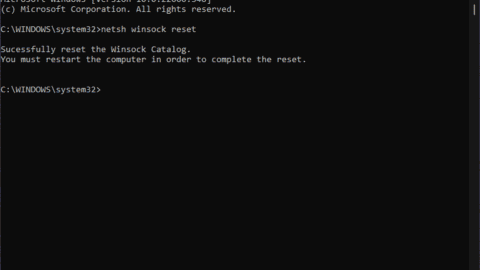 (c) Microsoft Corporation. All rights reserved.
C:\WINDOWS\system32>netsh winsock reset
Sucessfully reset the Winsock Catalog.
You must restart the computer in order to complete the reset.
C:\WINDOWS\system32>